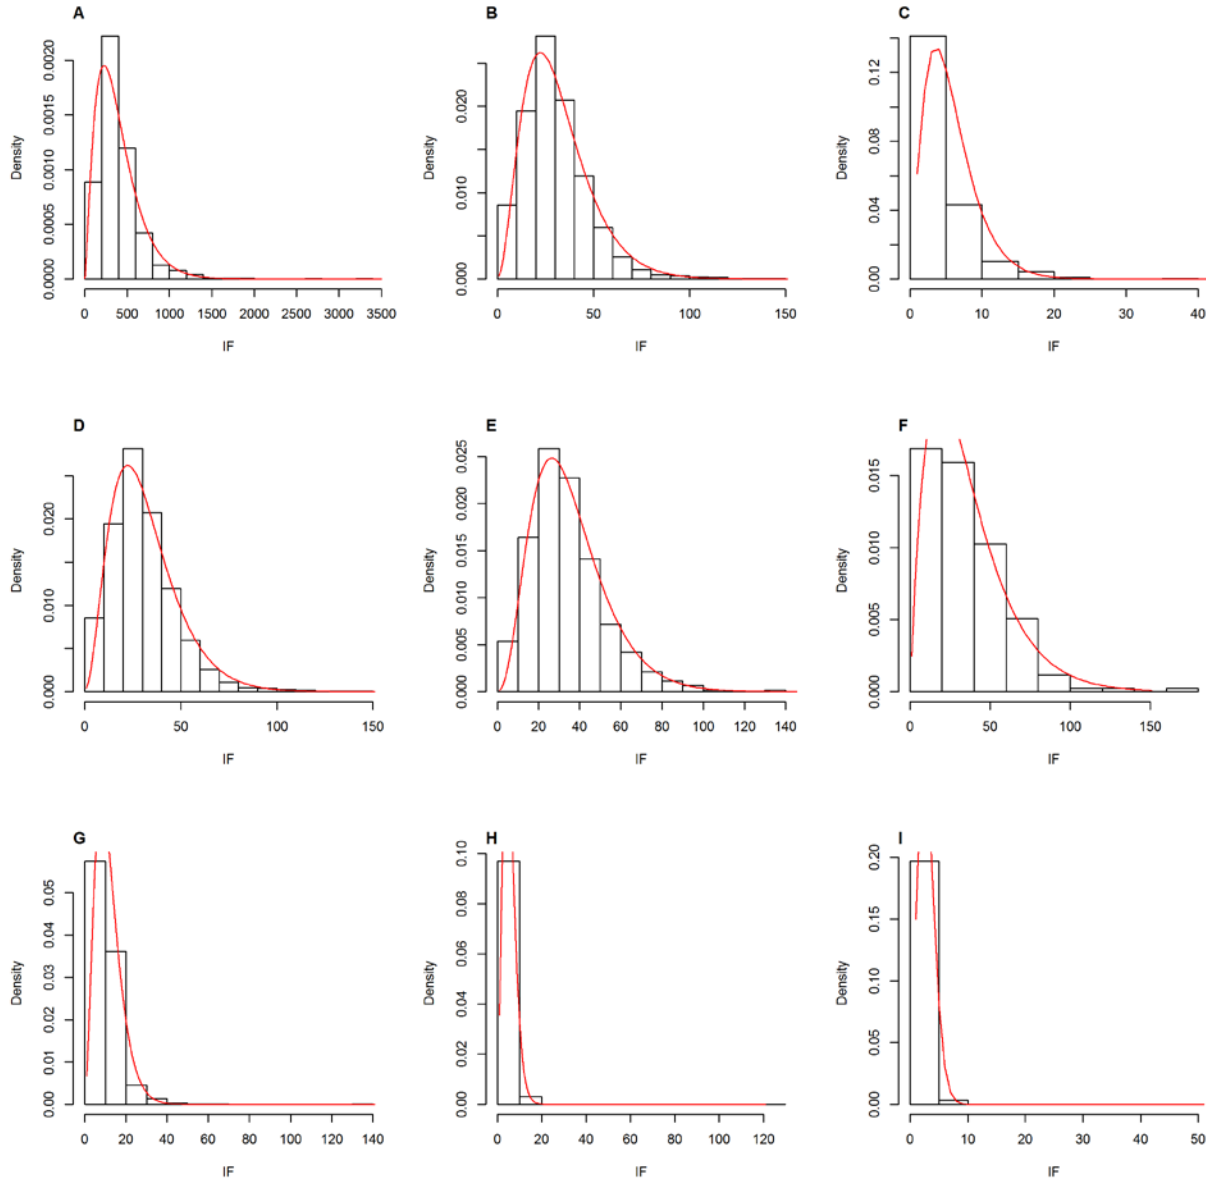 A
Density
0.0000 0.0005 0.0010 0.0015 0.0020
0 500 1000 1500 2000 2500 3000 3500
IF
B
Density
0.000 0.010 0.020
0 50 100 150
IF
C
Density
0.00 0.04 0.08 0.12
0 10 20 30 40
IF
D
Density
0.000 0.010 0.020
0 50 100 150
IF
E
Density
0.000 0.005 0.010 0.015 0.020 0.025
0 20 40 60 80 100 120 140
IF
F
Density
0.000 0.005 0.010 0.015
0 50 100 150
IF
G
Density
0.00 0.01 0.02 0.03 0.04 0.05
0 20 40 60 80 100 120 140
IF
H
Density
0.00 0.02 0.04 0.06 0.08 0.10
0 20 40 60 80 100 120
IF
I
Density
0.00 0.05 0.10 0.15 0.20
0 10 20 30 40 50
IF